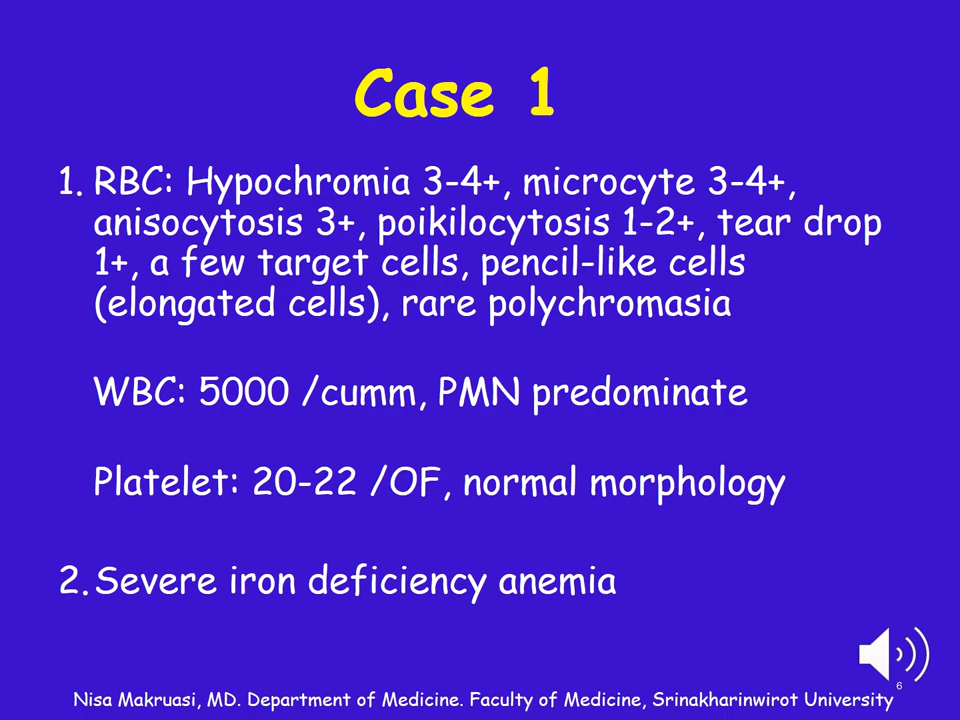 Case 1
1. RBC: Hypochromia 3-4+, microcyte 3-4+,
anisocytosis 3+, poikilocytosis 1-2+, tear drop
1+, a few target cells, pencil-like cells
(elongated cells), rare polychromasia
WBC: 5000 /cumm, PMN predominate
Platelet: 20-22 /OF, normal morphology
2. Severe iron deficiency anemia
6
Nisa Makruasi, MD. Department of Medicine. Faculty of Medicine, Srinakharinwirot University